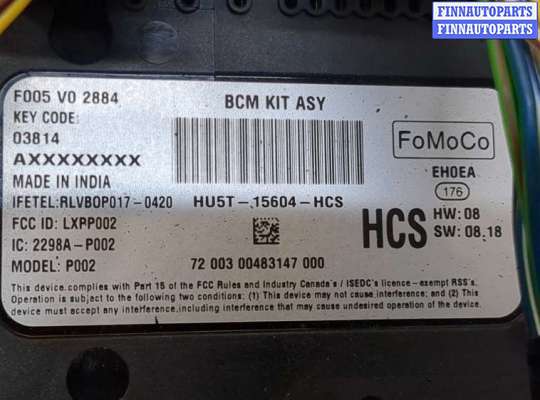 FINNAUTOPARTS
FINNAUTOPARTS
F005 V0 2884
KEY CODE:
03814
AXXXXXXXXX
MADE IN INDIA
IFETEL:RLVBOP017-0420
FCC ID: LXPP002
IC: 2298A-P002
MODEL: P002
BCM KIT ASY
HU5T-15604-HCS
72 003 00483147 000
FoMoCo
EH0EA
176
HCS
HW: 08
SW: 08.18
This device.complies with Part 15 of the FCC Rules and Industry Canada's / ISEDC's licence-exempt RSS's.
Operation is subject to the following two conditions: (1) This device may not cause interference; and (2) This
device must accept any interference,including interference that may cause undesired operation of the device.